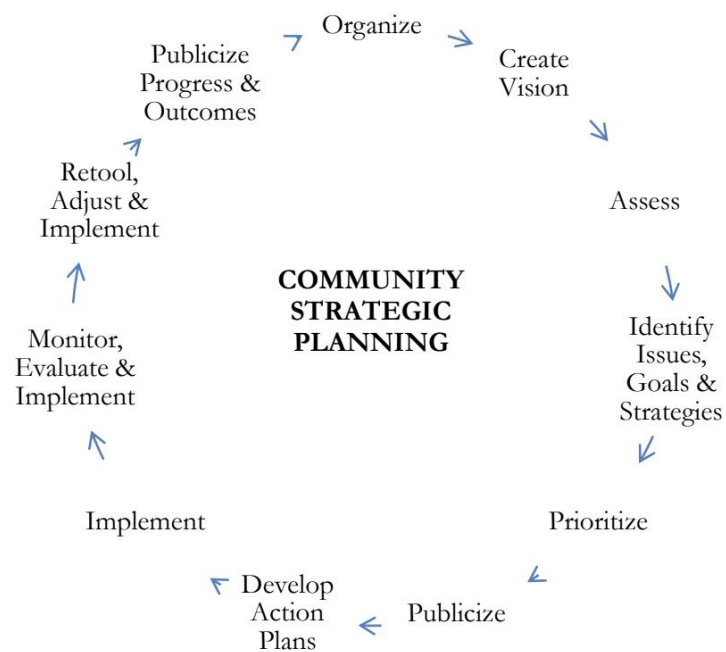 Organize
Create
Vision
Assess
Identify
Issues,
Goals &
Strategies
Prioritize
Publicize
Develop
Action
Plans
Implement
Monitor,
Evaluate &
Implement
Retool,
Adjust &
Implement
Publicize
Progress &
Outcomes
COMMUNITY
STRATEGIC
PLANNING